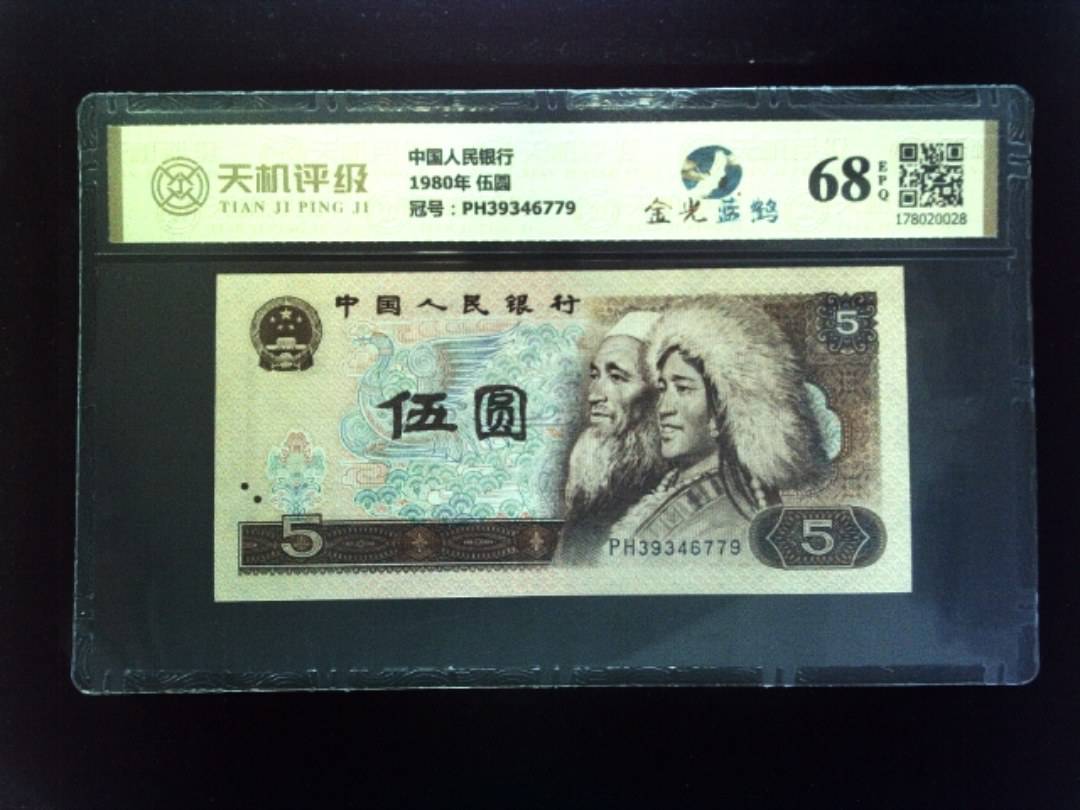 天机评级
TIAN JI PING JI
中国人民银行
1980年 伍圆
冠号：PH39346779
金光蓝鹤
68
EPQ
178020028
中国人民银行
5
伍圆
5
PH39346779
5